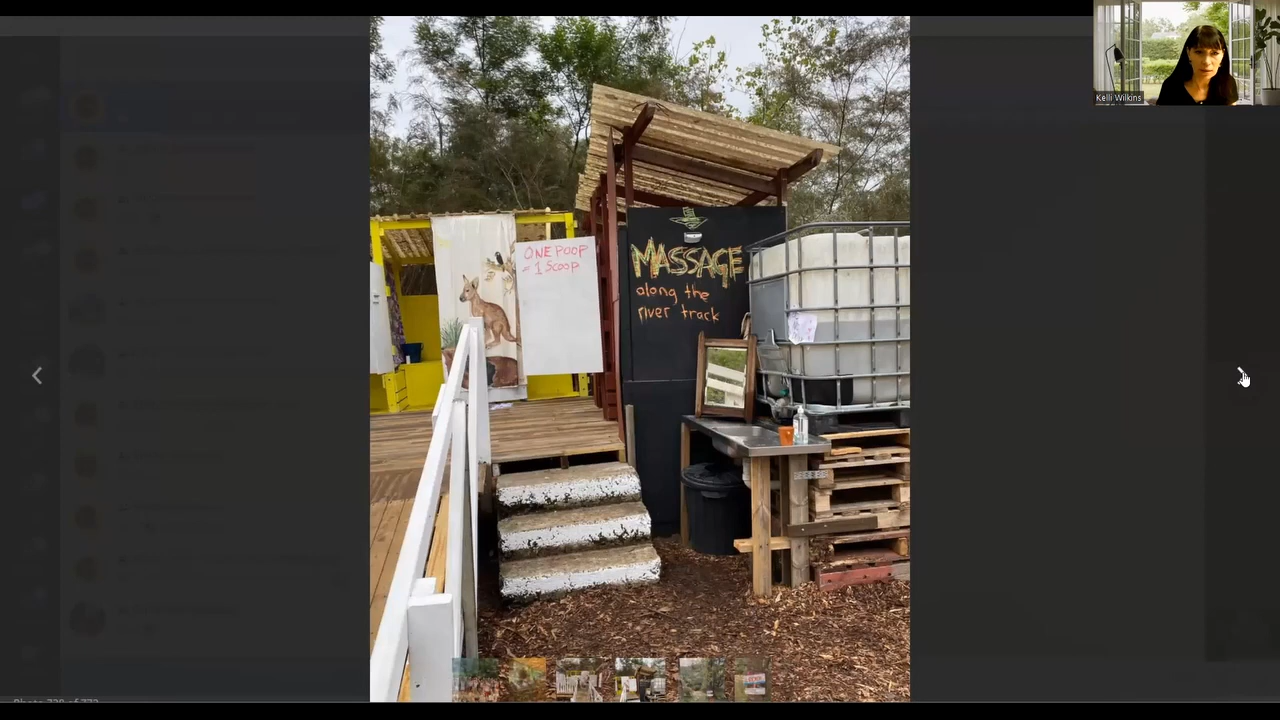 Kelli Wilkins
ONE POOP
= 1 SCOOP
MASSAGE
along the
river track